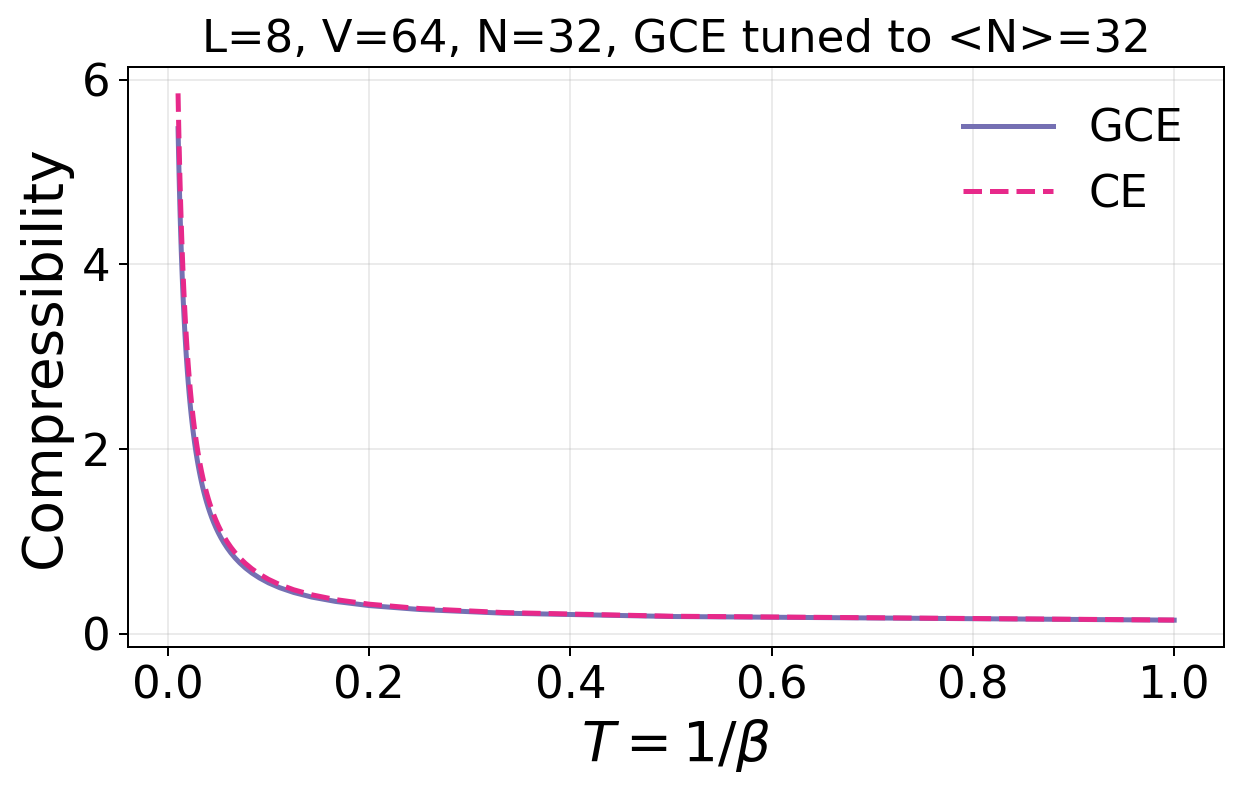 L=8, V=64, N=32, GCE tuned to <N>=32
Compressibility
6
4
2
0
GCE
CE
0.0 0.2 0.4 0.6 0.8 1.0
T = 1/β